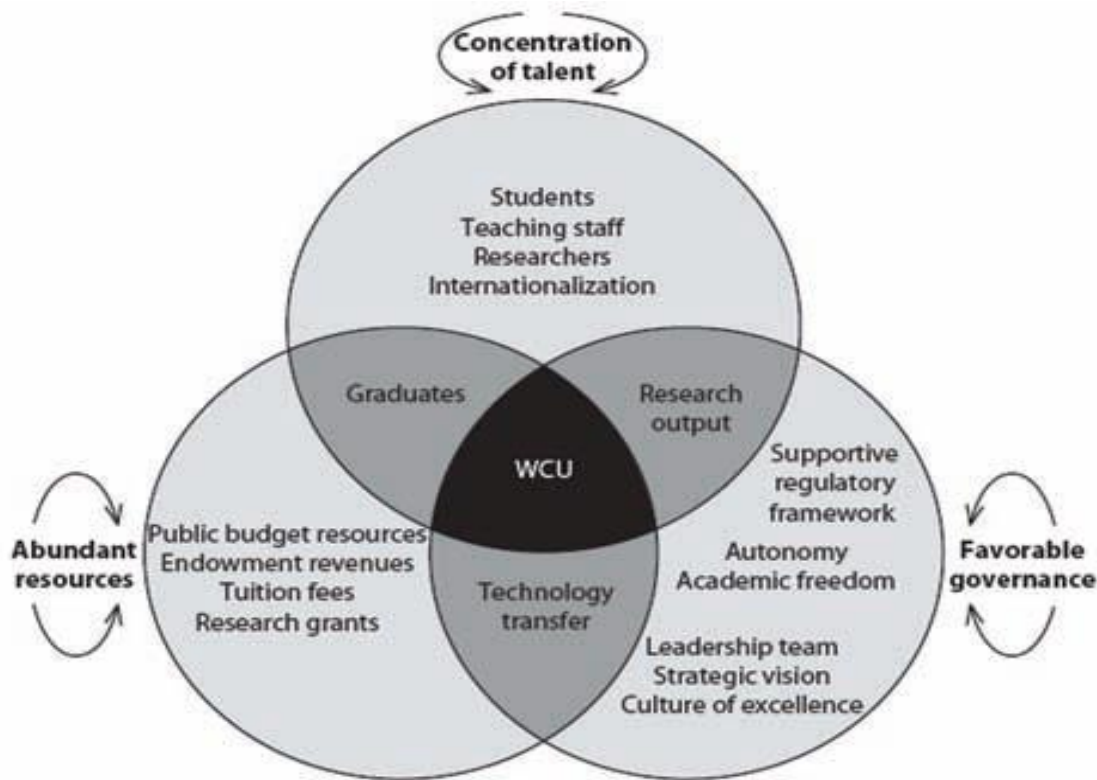 Concentration
of talent
Students
Teaching staff
Researchers
Internationalization
Graduates
Research
output
WCU
Supportive
regulatory
framework
Abundant
resources
Public budget resources
Endowment revenues
Tuition fees
Research grants
Technology
transfer
Autonomy
Academic freedom
Favorable
governance
Leadership team
Strategic vision
Culture of excellence